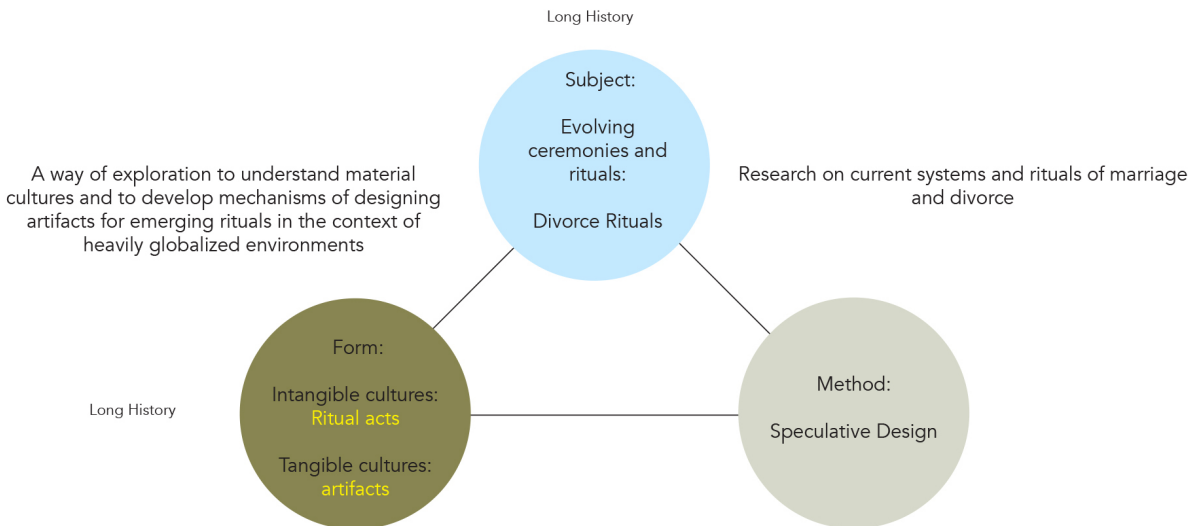 Long History
Subject:
Evolving
ceremonies and
rituals:
Divorce Rituals
A way of exploration to understand material
cultures and to develop mechanisms of designing
artifacts for emerging rituals in the context of
heavily globalized environments
Research on current systems and rituals of marriage
and divorce
Form:
Intangible cultures:
Ritual acts
Tangible cultures:
artifacts
Long History
Method:
Speculative Design